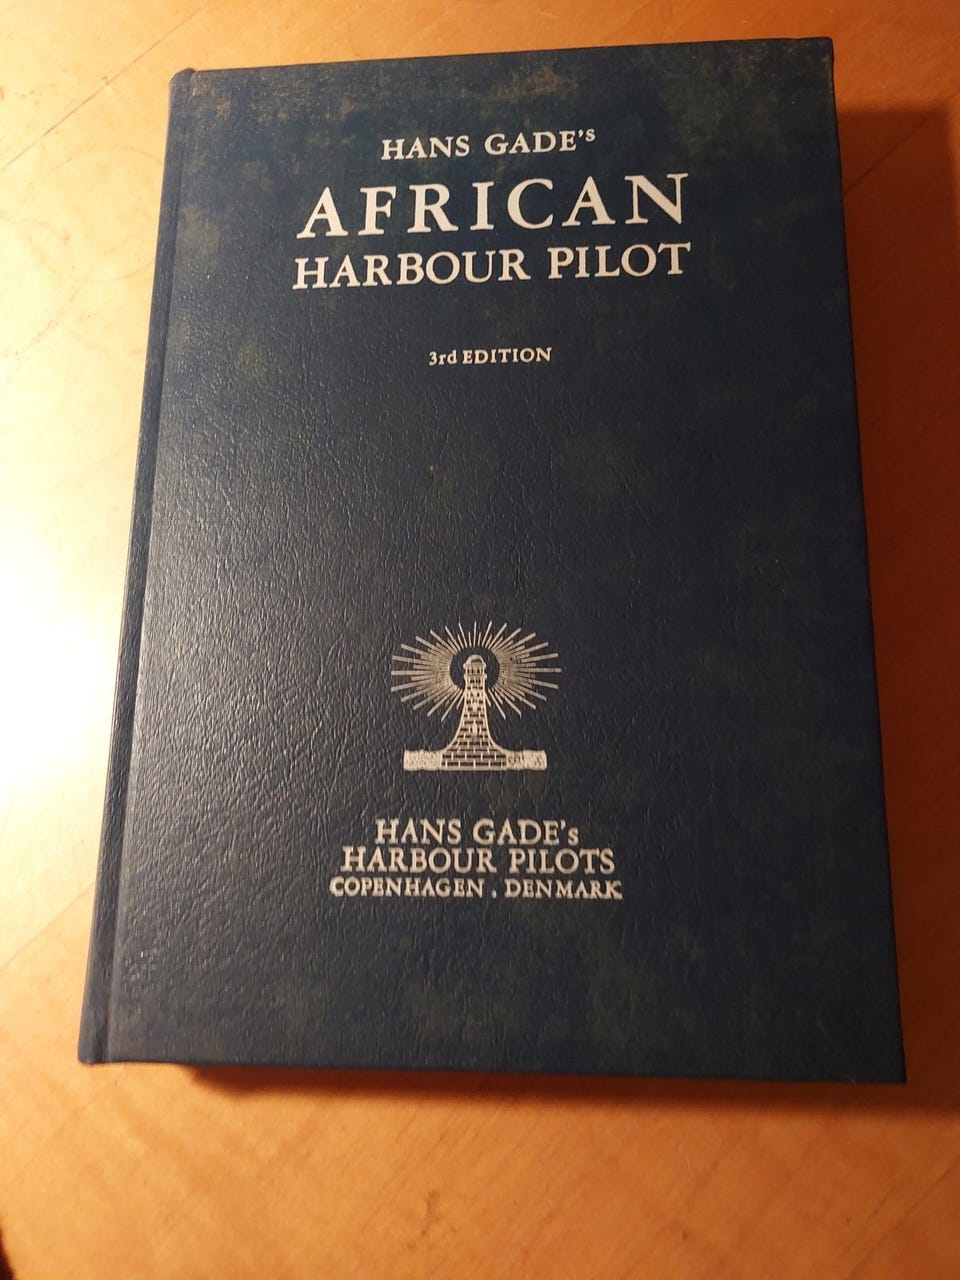 HANS GADE's
AFRICAN
HARBOUR PILOT
3rd EDITION
HANS GADE's
HARBOUR PILOTS
COPENHAGEN . DENMARK